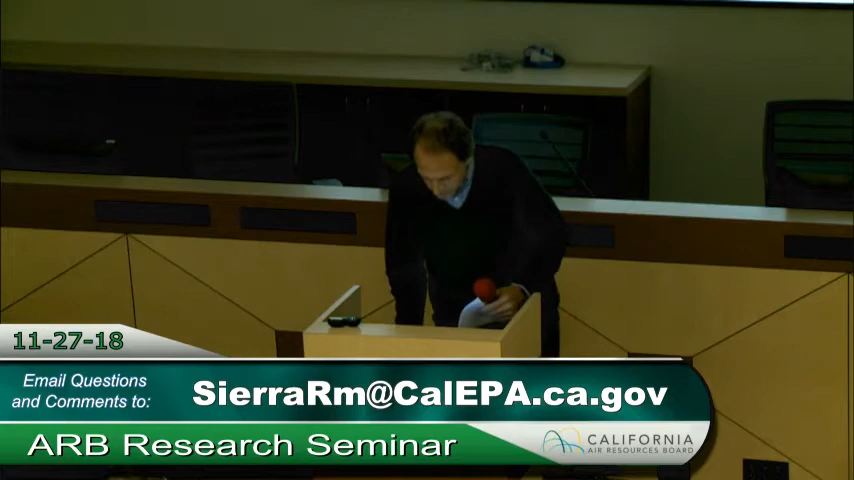 11-27-18
Email Questions
and Comments to:
SierraRm@CalEPA.ca.gov
ARB Research Seminar
CALIFORNIA
AIR RESOURCES BOARD